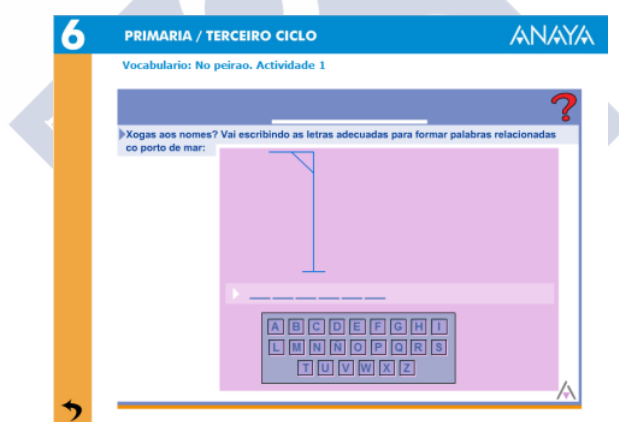 6 PRIMARIA / TERCEIRO CICLO ANAYA
Vocabulario: No peirao. Actividade 1
?
Xogas aos nomes? Vai escribindo as letras adecuadas para formar palabras relacionadas
co porto de mar:
A B C D E F G H I
L M N Ñ O P Q R S
T U V W X Z